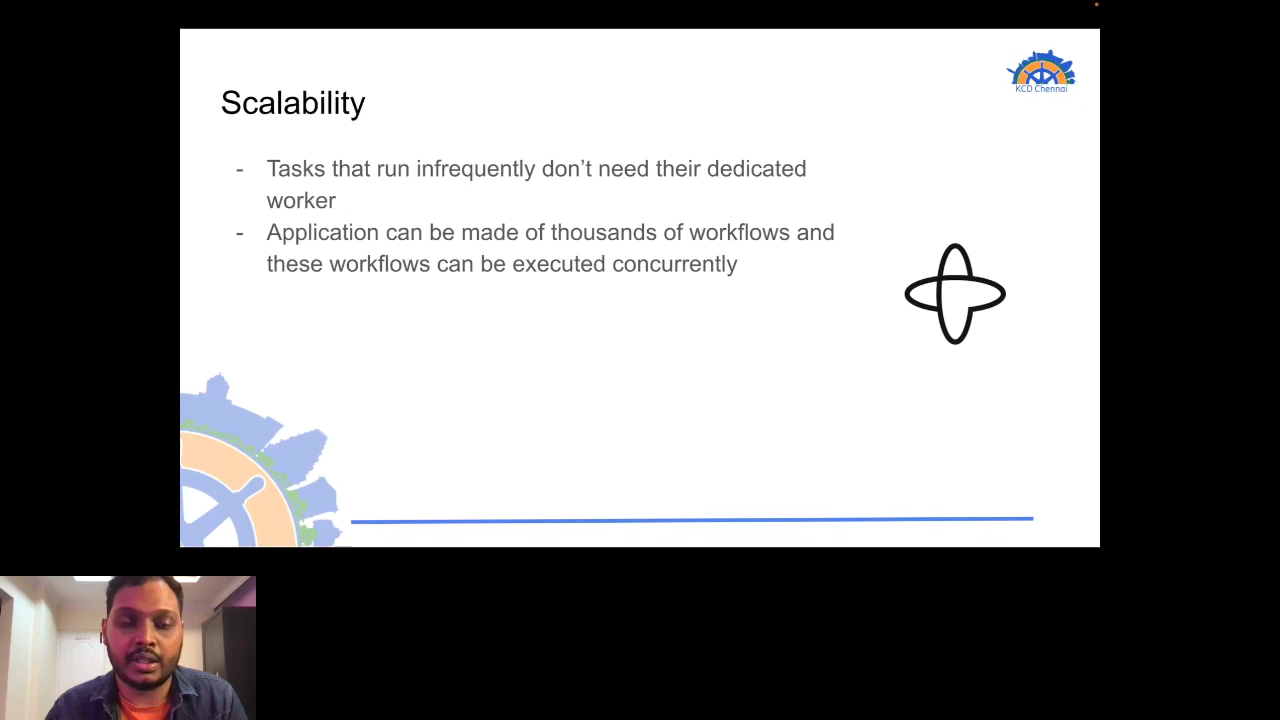 KCD Chennai
Scalability
- Tasks that run infrequently don’t need their dedicated
worker
- Application can be made of thousands of workflows and
these workflows can be executed concurrently